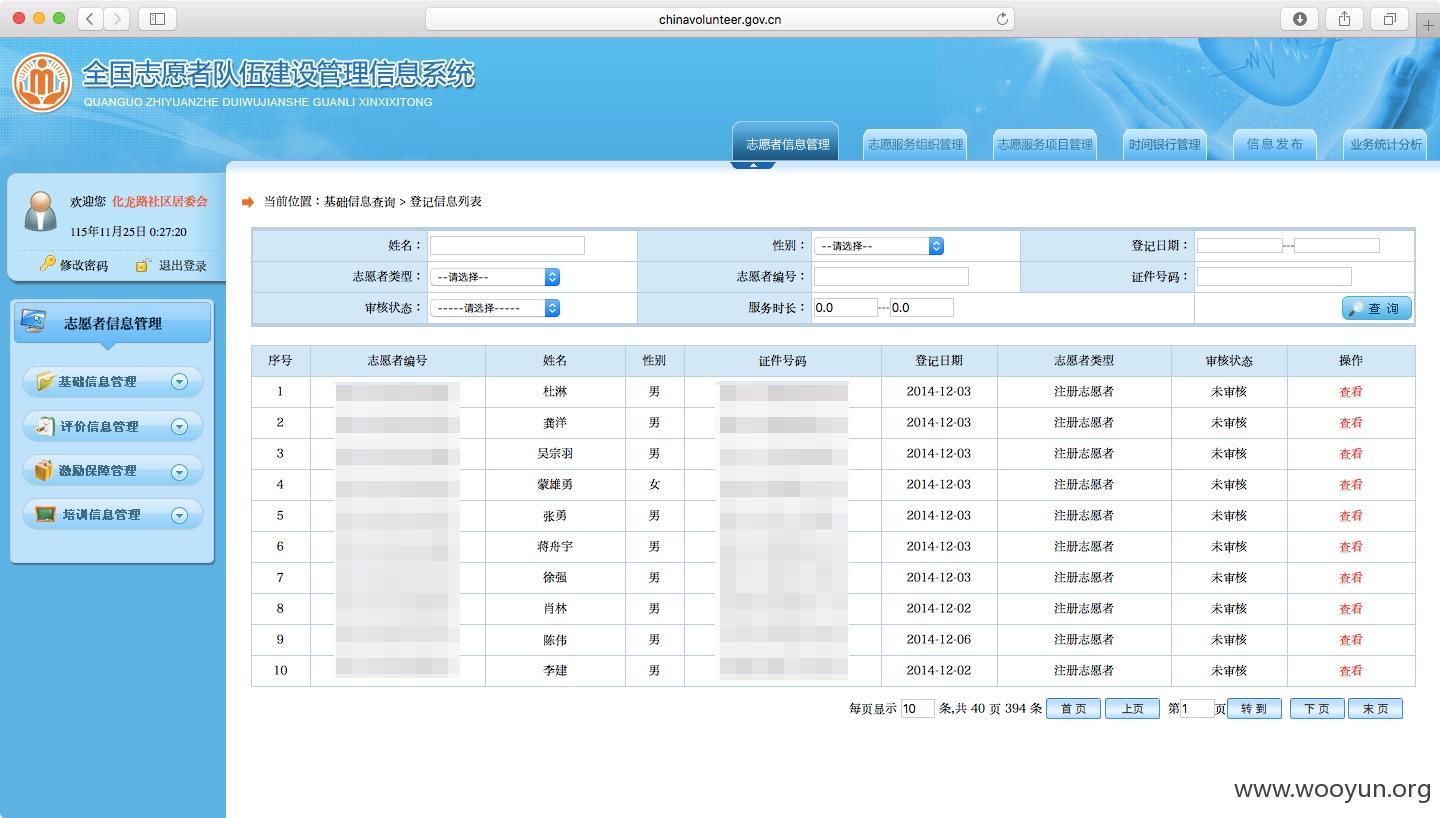 chinavolunteer.gov.cn
全国志愿者队伍建设管理信息系统
QUANGUO ZHIYUANZHE DUIWUJIANSHE GUANLI XINXIXITONG
志愿者信息管理 志愿服务组织管理 志愿服务项目管理 时间银行管理 信息发布 业务统计分析
欢迎您 化龙路社区居委会
115年11月25日 0:27:20
修改密码 退出登录
志愿者信息管理
基础信息管理
评价信息管理
激励保障管理
培训信息管理
当前位置：基础信息查询 > 登记信息列表
姓名： 性别： --请选择-- 登记日期： ---
志愿者类型： --请选择-- 志愿者编号： 证件号码：
审核状态： -----请选择----- 服务时长： 0.0 --- 0.0 查 询
序号 志愿者编号 姓名 性别 证件号码 登记日期 志愿者类型 审核状态 操作
1 杜淋 男 2014-12-03 注册志愿者 未审核 查看
2 龚洋 男 2014-12-03 注册志愿者 未审核 查看
3 吴宗羽 男 2014-12-03 注册志愿者 未审核 查看
4 蒙雄勇 女 2014-12-03 注册志愿者 未审核 查看
5 张勇 男 2014-12-03 注册志愿者 未审核 查看
6 蒋舟宇 男 2014-12-03 注册志愿者 未审核 查看
7 徐强 男 2014-12-03 注册志愿者 未审核 查看
8 肖林 男 2014-12-02 注册志愿者 未审核 查看
9 陈伟 男 2014-12-06 注册志愿者 未审核 查看
10 李建 男 2014-12-02 注册志愿者 未审核 查看
每页显示 10 条,共 40 页 394 条 首 页 上页 第 1 页 转 到 下 页 末 页
www.wooyun.org